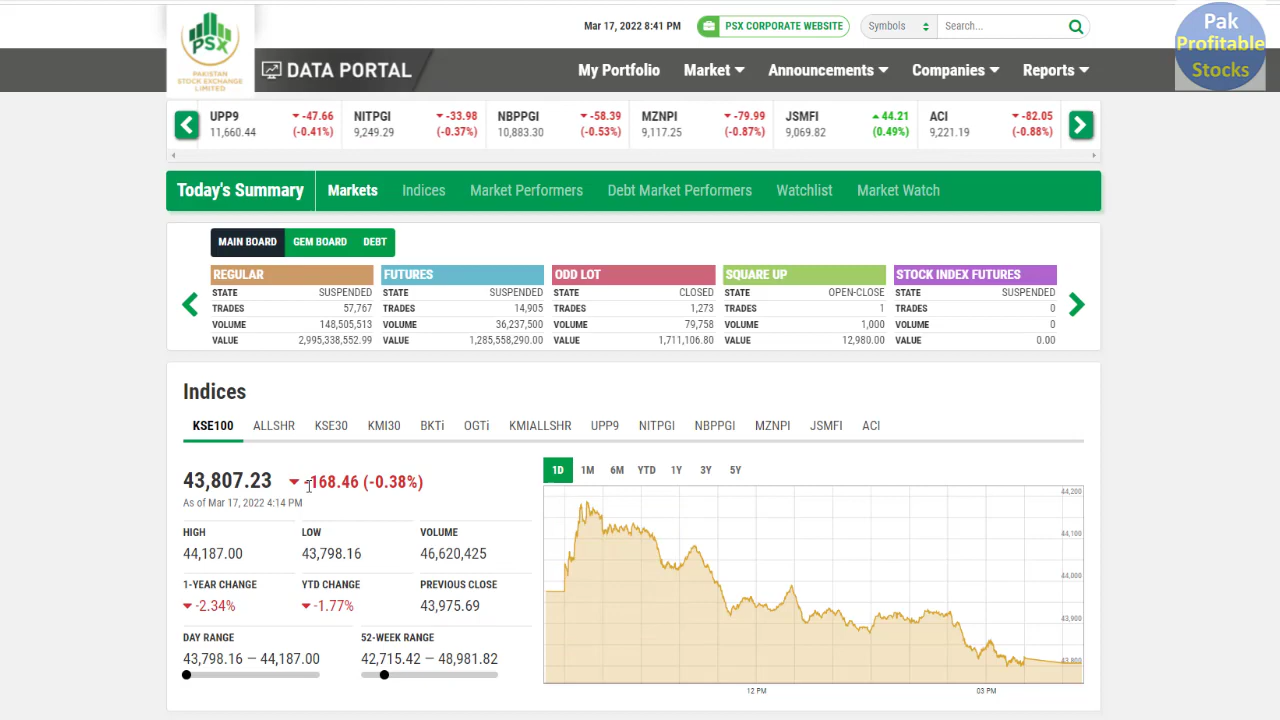 Mar 17, 2022 8:41 PM PSX CORPORATE WEBSITE Symbols Search...
PSX
PAKISTAN
STOCK EXCHANGE
LIMITED
Pak
Profitable
Stocks
DATA PORTAL My Portfolio Market Announcements Companies Reports
UPP9 -47.66 NITPGI -33.98 NBPPGI -58.39 MZNPI -79.99 JSMFI 44.21 ACI -82.05
11,660.44 (-0.41%) 9,249.29 (-0.37%) 10,883.30 (-0.53%) 9,117.25 (-0.87%) 9,069.82 (0.49%) 9,221.19 (-0.88%)
Today's Summary Markets Indices Market Performers Debt Market Performers Watchlist Market Watch
MAIN BOARD GEM BOARD DEBT
REGULAR FUTURES ODD LOT SQUARE UP STOCK INDEX FUTURES
STATE SUSPENDED STATE SUSPENDED STATE CLOSED STATE OPEN-CLOSE STATE SUSPENDED
TRADES 57,767 TRADES 14,905 TRADES 1,273 TRADES 1 TRADES 0
VOLUME 148,505,513 VOLUME 36,237,500 VOLUME 79,758 VOLUME 1,000 VOLUME 0
VALUE 2,995,338,552.99 VALUE 1,285,558,290.00 VALUE 1,711,106.80 VALUE 12,980.00 VALUE 0.00
Indices
KSE100 ALLSHR KSE30 KMI30 BKTi OGTi KMIALLSHR UPP9 NITPGI NBPPGI MZNPI JSMFI ACI
43,807.23 -168.46 (-0.38%)
As of Mar 17, 2022 4:14 PM
HIGH LOW VOLUME
44,187.00 43,798.16 46,620,425
1-YEAR CHANGE YTD CHANGE PREVIOUS CLOSE
-2.34% -1.77% 43,975.69
DAY RANGE 52-WEEK RANGE
43,798.16 — 44,187.00 42,715.42 — 48,981.82
1D 1M 6M YTD 1Y 3Y 5Y
44,200
44,100
44,000
43,900
43,800
12 PM 03 PM